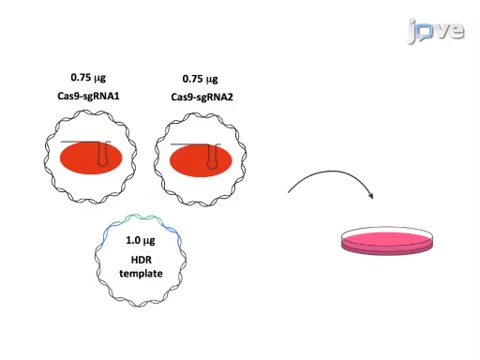 jove
0.75 µg
Cas9-sgRNA1
0.75 µg
Cas9-sgRNA2
1.0 µg
HDR
template